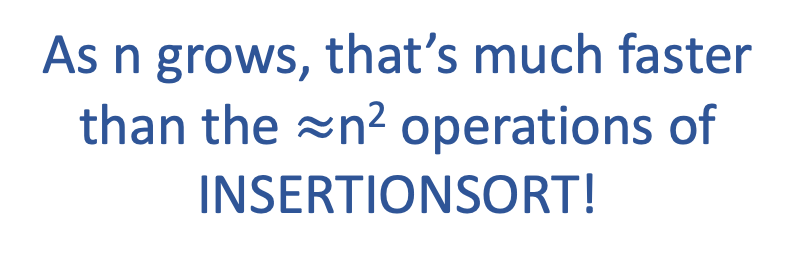 As n grows, that’s much faster
than the ≈n² operations of
INSERTIONSORT!